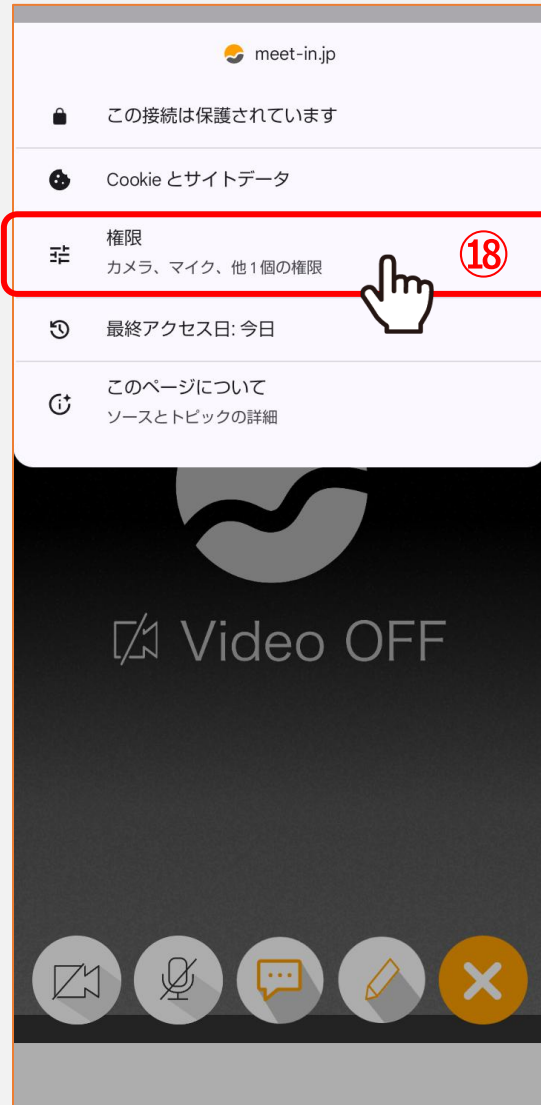 meet-in.jp
この接続は保護されています
Cookie とサイトデータ
権限
カメラ、マイク、他1個の権限
⑱
最終アクセス日: 今日
このページについて
ソースとトピックの詳細
Video OFF